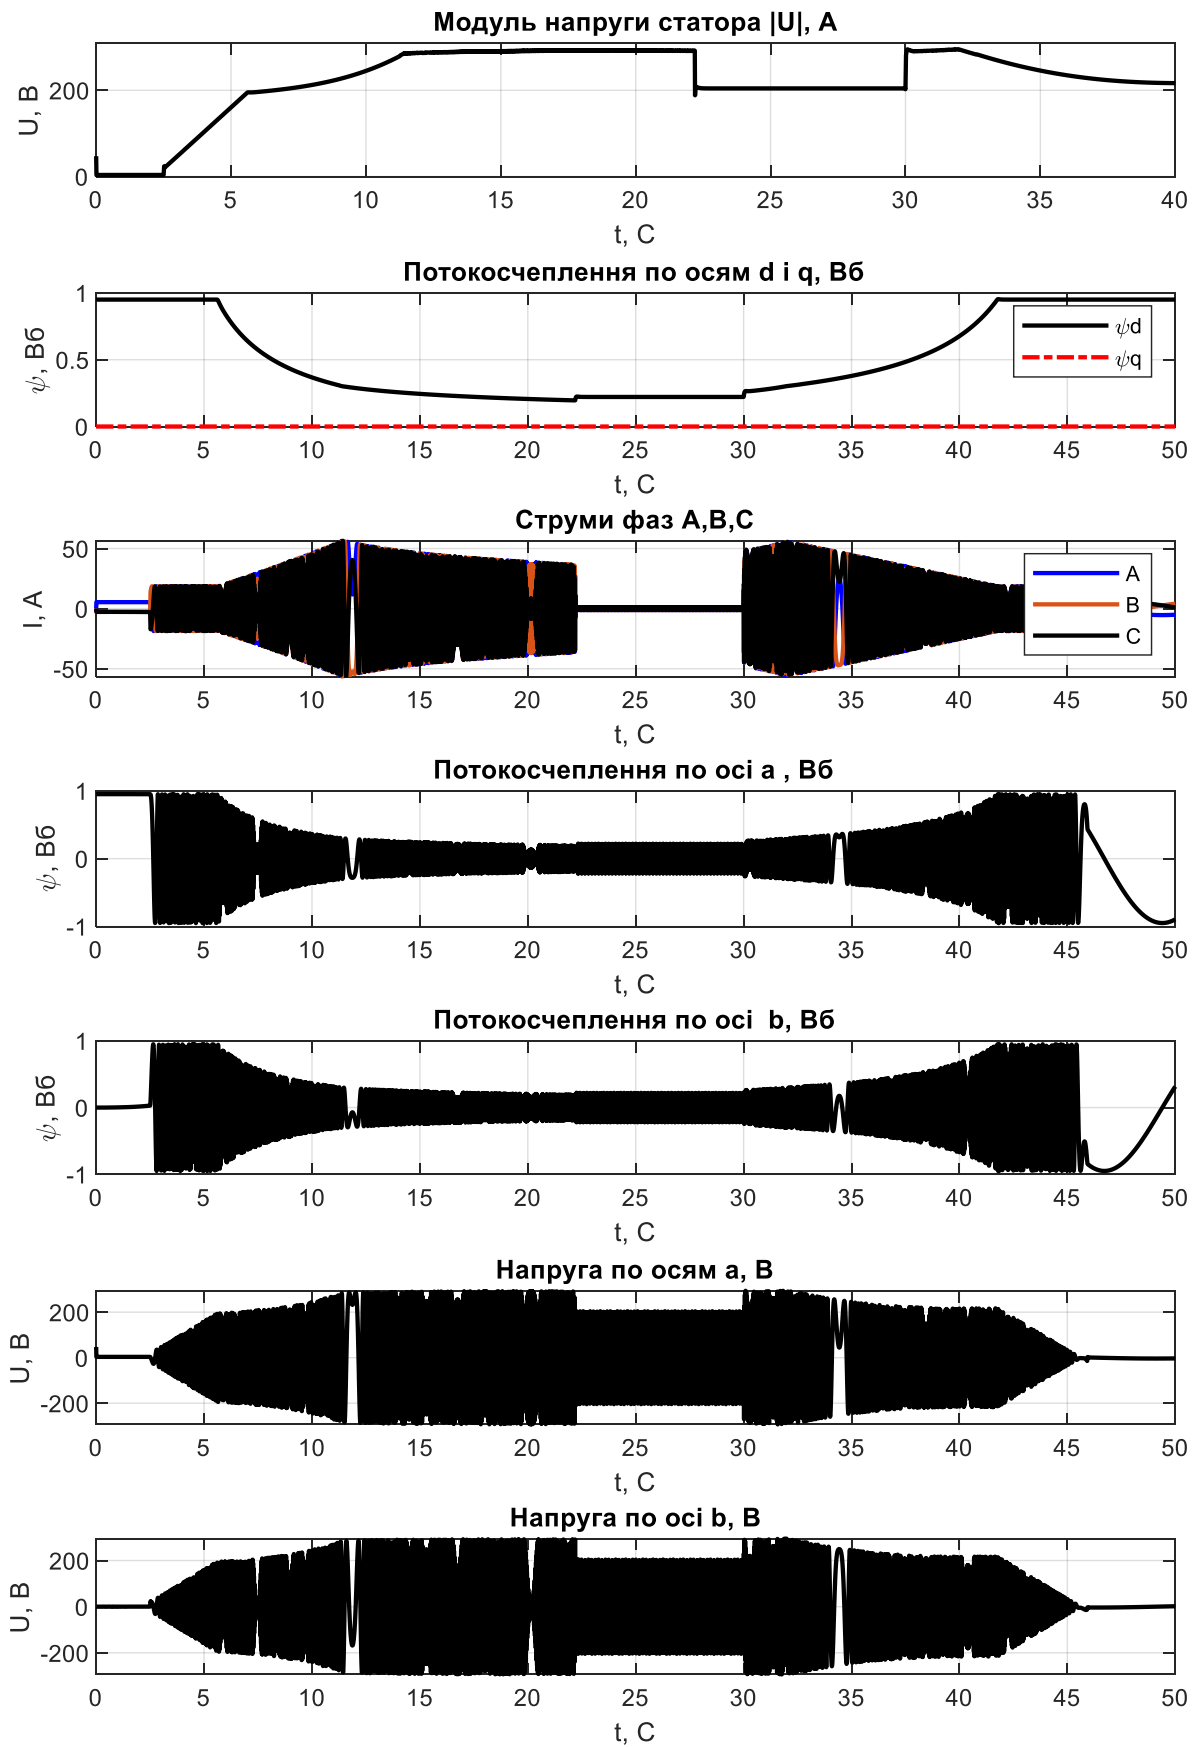 Модуль напруги статора |U|, А
U, В
200
0
0 5 10 15 20 25 30 35 40
t, С
Потокосчеплення по осям d і q, Вб
ψ, Вб
1
0.5
0
ψd
ψq
0 5 10 15 20 25 30 35 40 45 50
t, С
Струми фаз А,В,С
I, А
50
0
-50
A
B
C
0 5 10 15 20 25 30 35 40 45 50
t, С
Потокосчеплення по осі a , Вб
ψ, Вб
1
0
-1
0 5 10 15 20 25 30 35 40 45 50
t, С
Потокосчеплення по осі  b, Вб
ψ, Вб
1
0
-1
0 5 10 15 20 25 30 35 40 45 50
t, С
Напруга по осям a, В
U, В
200
0
-200
0 5 10 15 20 25 30 35 40 45 50
t, С
Напруга по осі b, В
U, В
200
0
-200
0 5 10 15 20 25 30 35 40 45 50
t, С